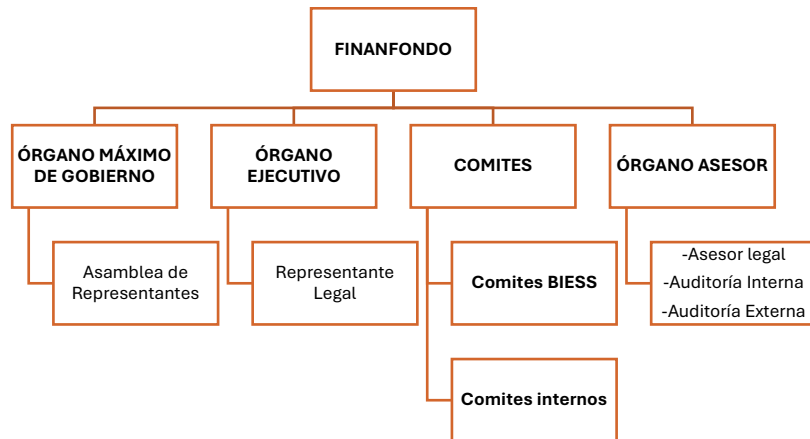 FINANFONDO
ÓRGANO MÁXIMO
DE GOBIERNO
ÓRGANO
EJECUTIVO
COMITES
ÓRGANO ASESOR
Asamblea de
Representantes
Representante
Legal
Comites BIESS
-Asesor legal
-Auditoría Interna
-Auditoría Externa
Comites internos